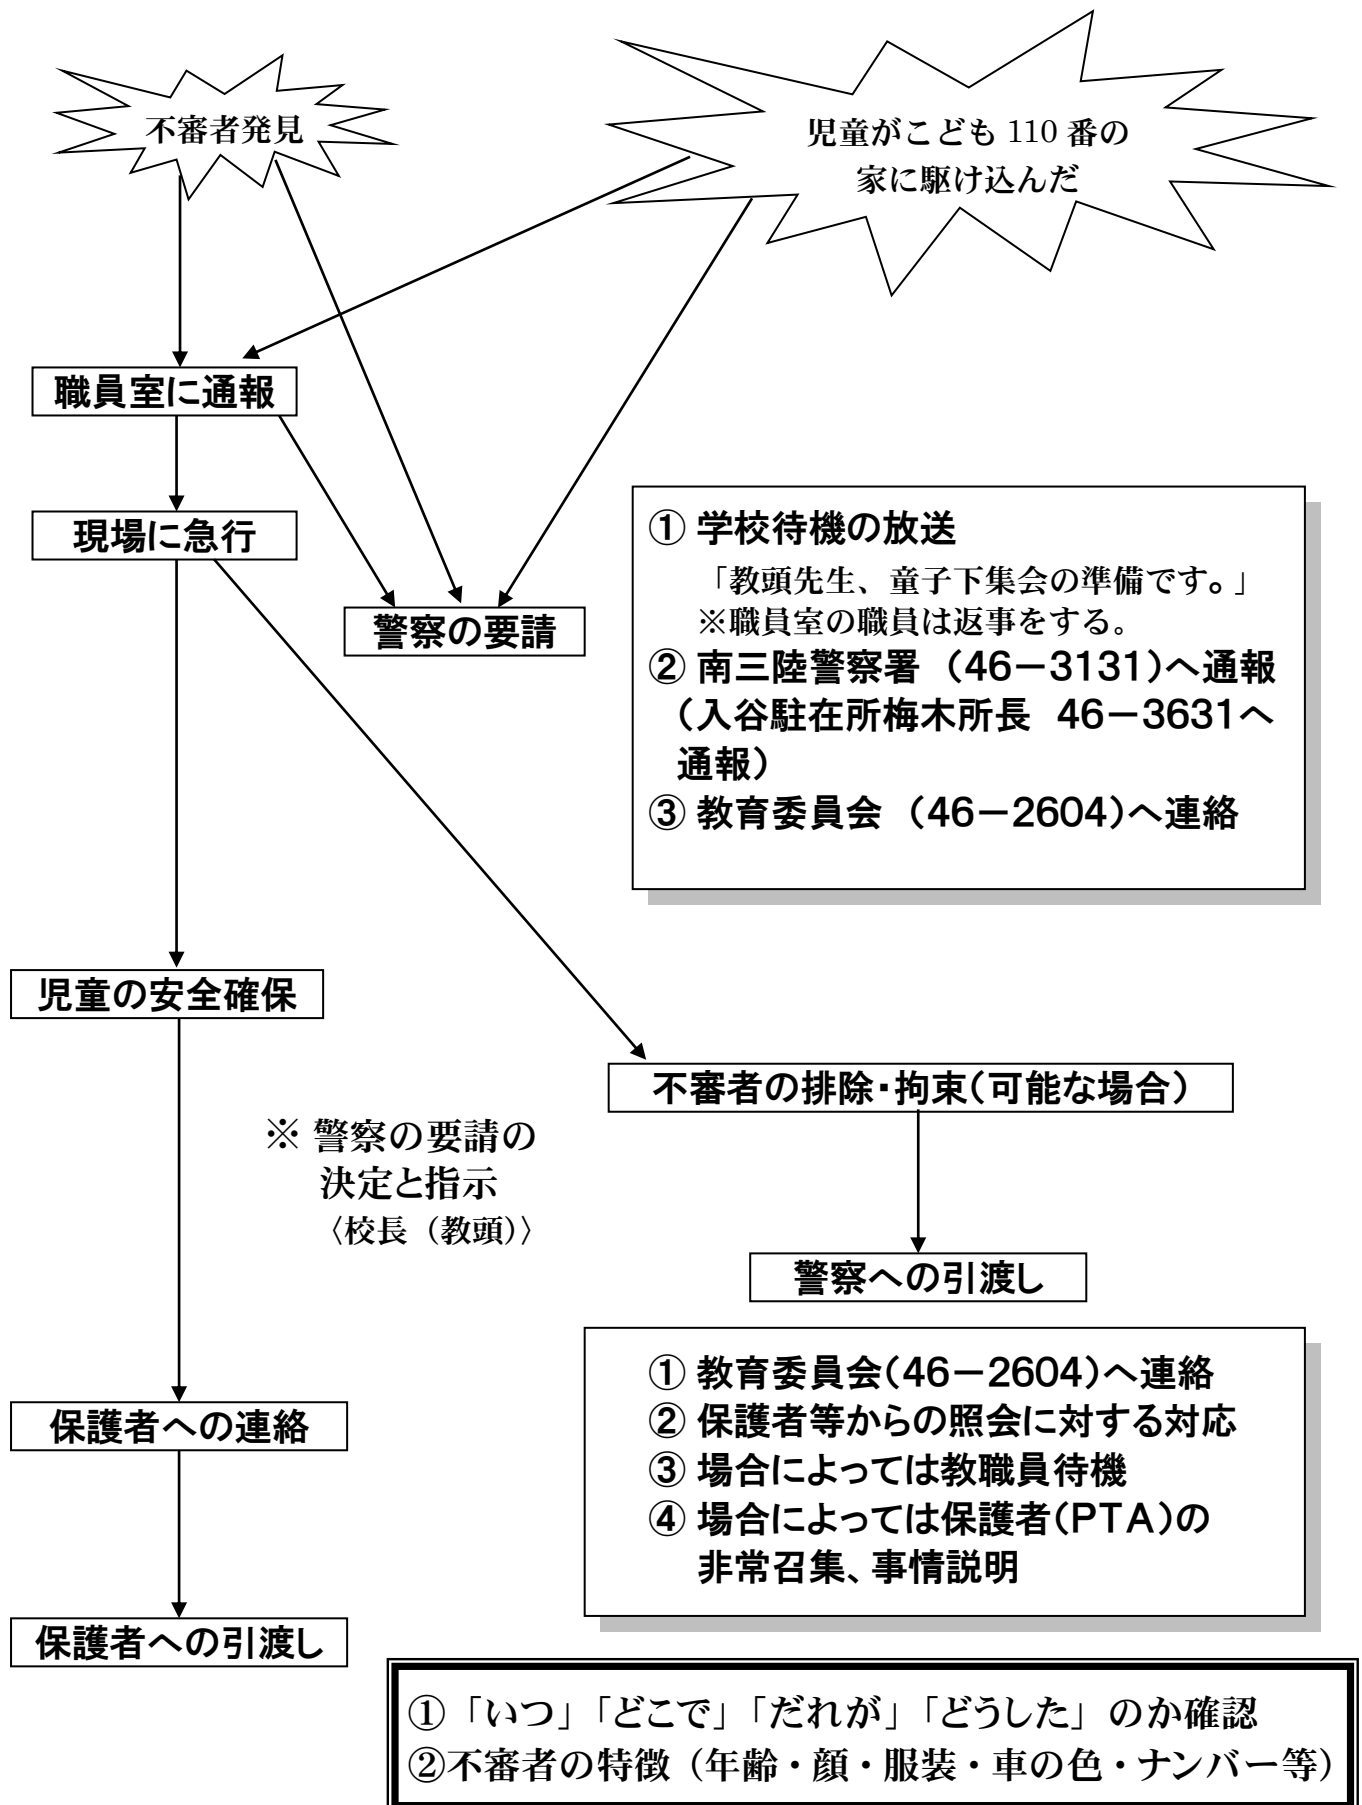 不審者発見
児童がこども 110 番の
家に駆け込んだ
職員室に通報
現場に急行
警察の要請
① 学校待機の放送
「教頭先生、童子下集会の準備です。」
※職員室の職員は返事をする。
② 南三陸警察署 （46－3131）へ通報
（入谷駐在所梅木所長 46－3631へ
通報）
③ 教育委員会 （46－2604）へ連絡
児童の安全確保
不審者の排除・拘束（可能な場合）
※ 警察の要請の
決定と指示
〈校長（教頭）〉
警察への引渡し
① 教育委員会（46－2604）へ連絡
② 保護者等からの照会に対する対応
③ 場合によっては教職員待機
④ 場合によっては保護者（PTA）の
非常召集、事情説明
保護者への連絡
保護者への引渡し
①「いつ」「どこで」「だれが」「どうした」のか確認
②不審者の特徴（年齢・顔・服装・車の色・ナンバー等）